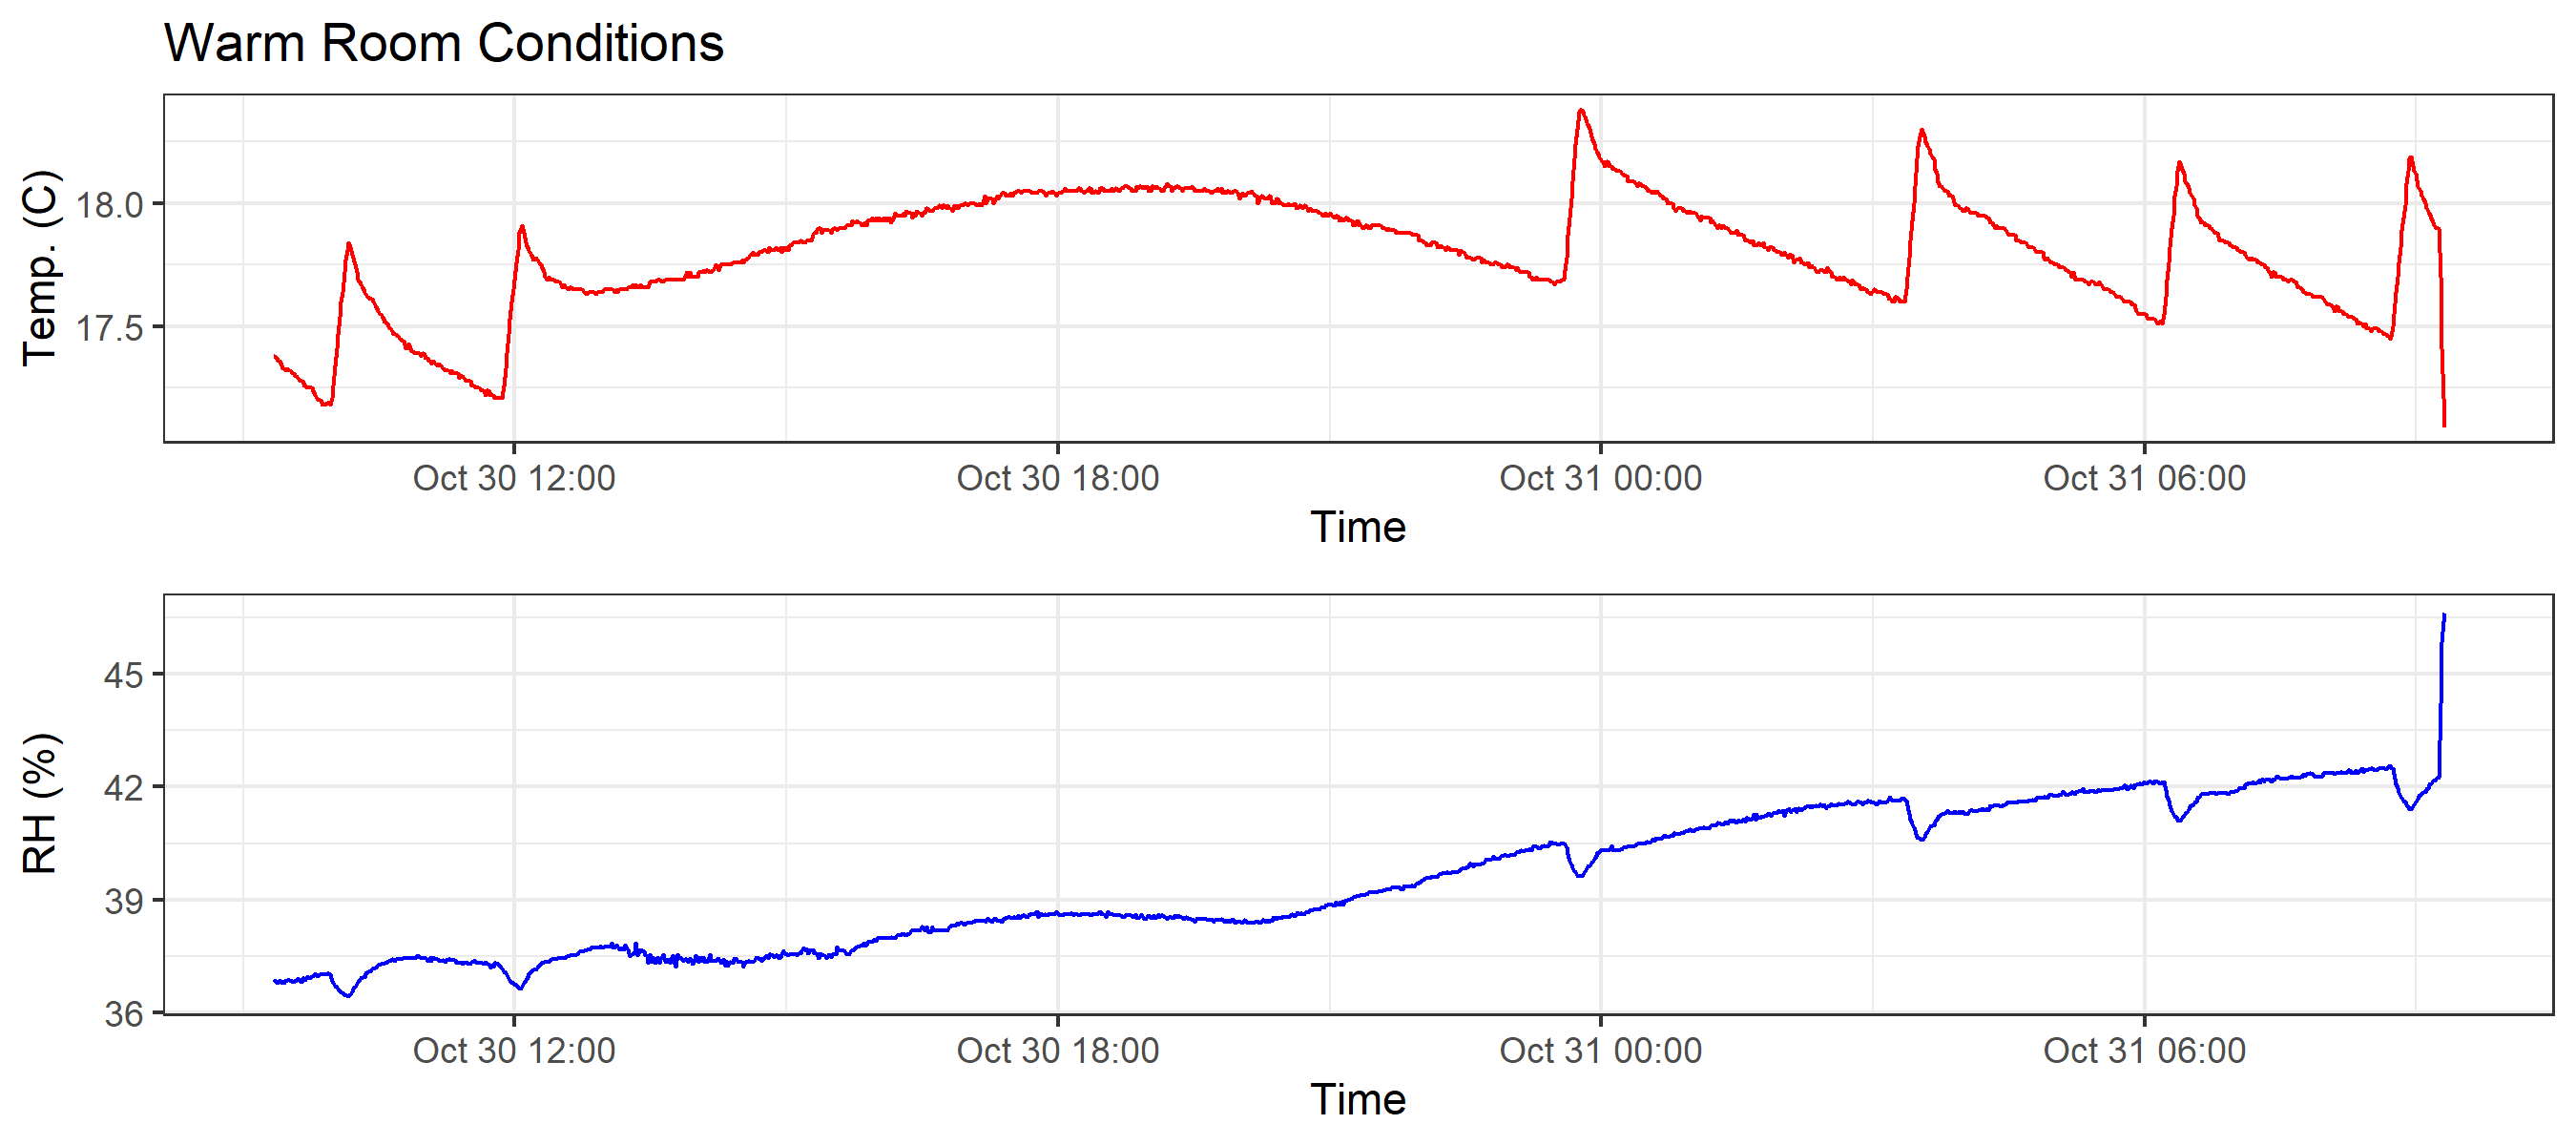 Warm Room Conditions
Temp. (C)
18.0
17.5
Oct 30 12:00 Oct 30 18:00 Oct 31 00:00 Oct 31 06:00
Time
RH (%)
45
42
39
36
Oct 30 12:00 Oct 30 18:00 Oct 31 00:00 Oct 31 06:00
Time